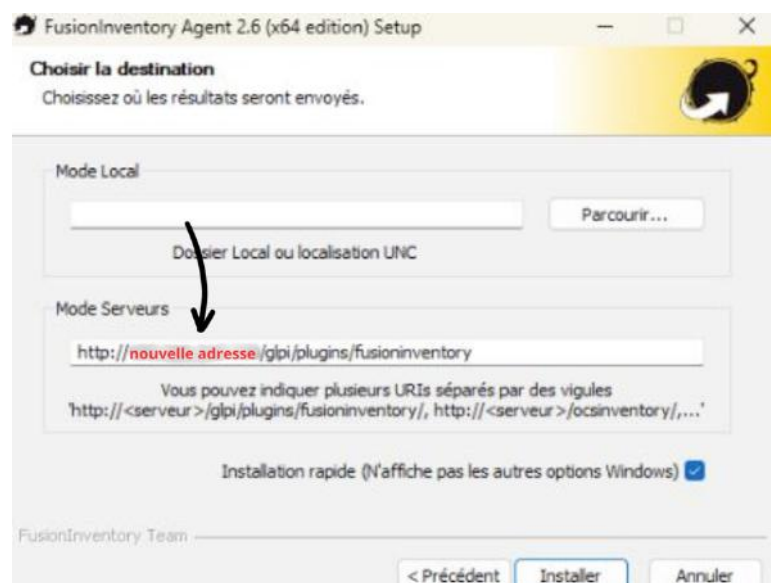 FusionInventory Agent 2.6 (x64 edition) Setup
Choisir la destination
Choisissez où les résultats seront envoyés.
Mode Local
Parcourir...
Dossier Local ou localisation UNC
Mode Serveurs
http://nouvelle adresse/glpi/plugins/fusioninventory
Vous pouvez indiquer plusieurs URIs séparés par des vigules
'http://<serveur>/glpi/plugins/fusioninventory/, http://<serveur>/ocsinventory/,...'
Installation rapide (N'affiche pas les autres options Windows)
FusionInventory Team
< Précédent Installer Annuler